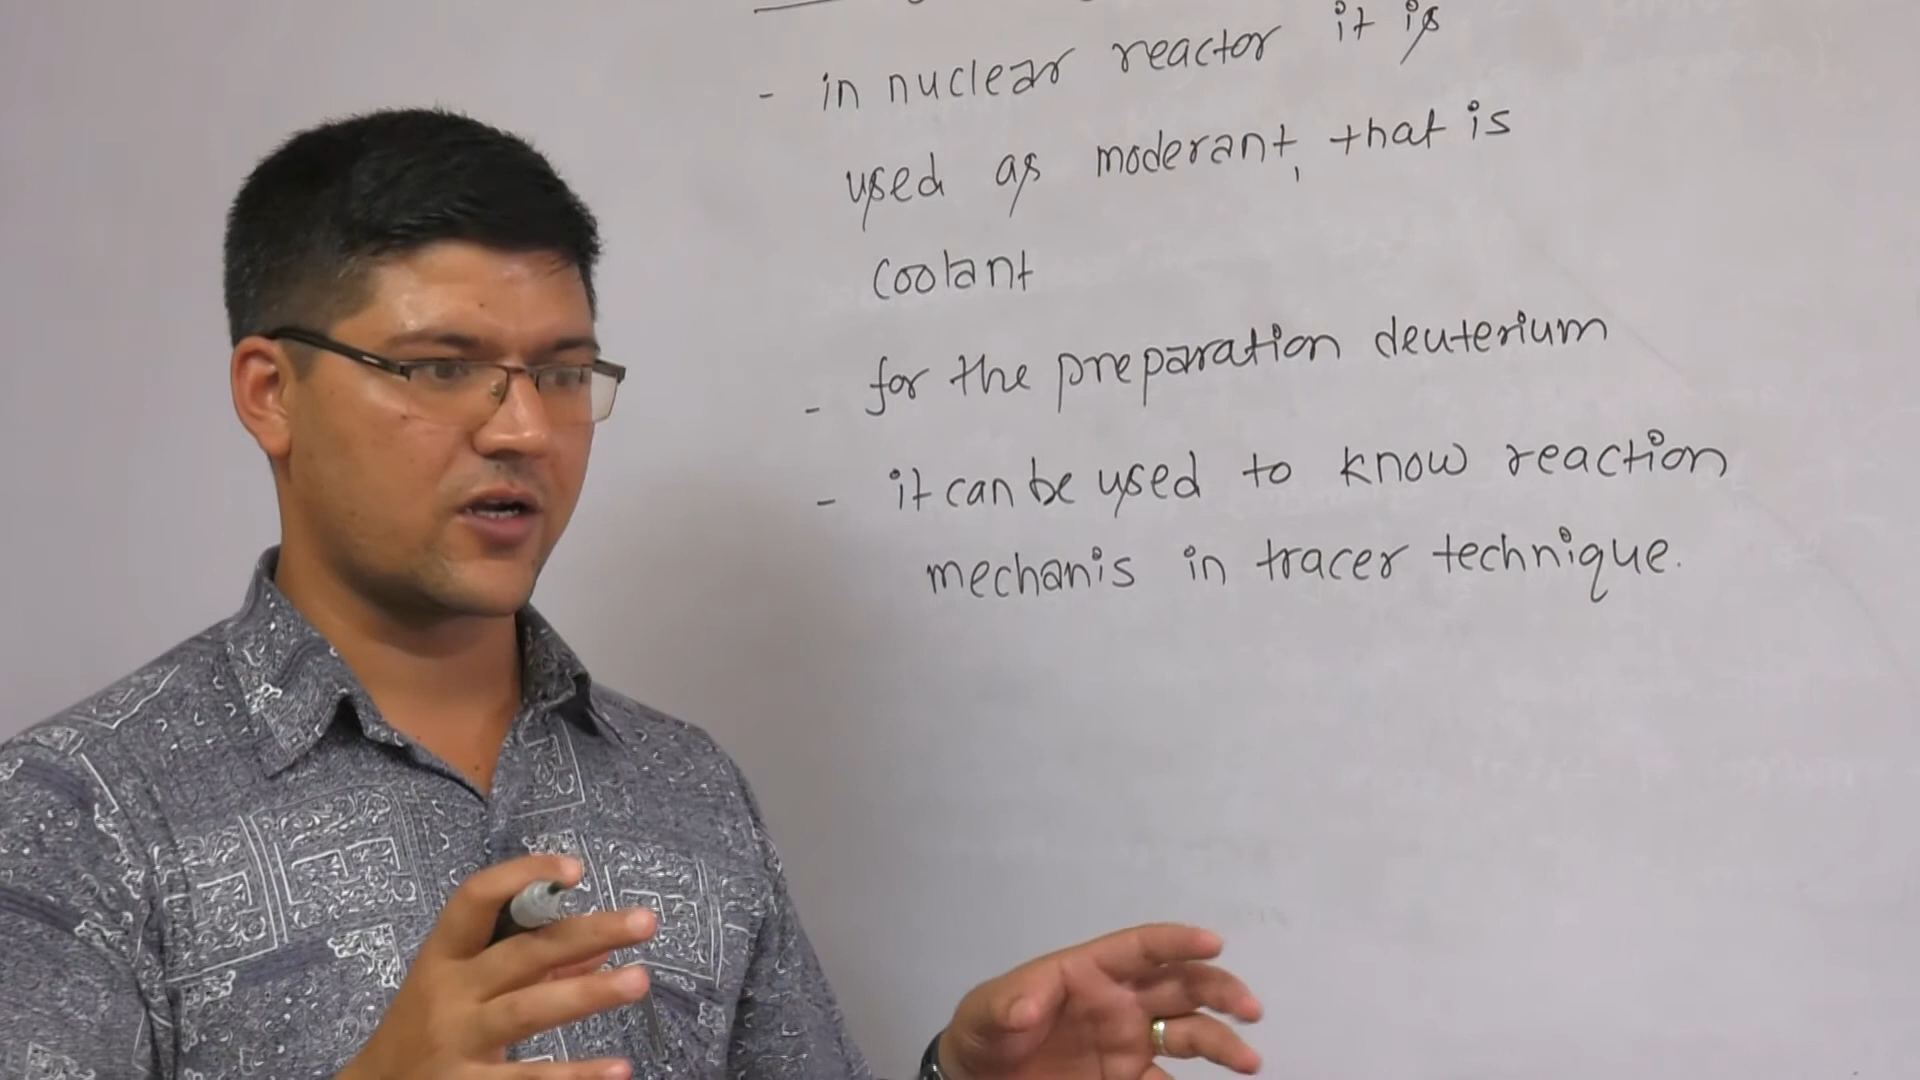 - in nuclear reactor it is
used as moderant, that is
coolant
- for the preparation deuterium
- it can be used to know reaction
mechanis in tracer technique.